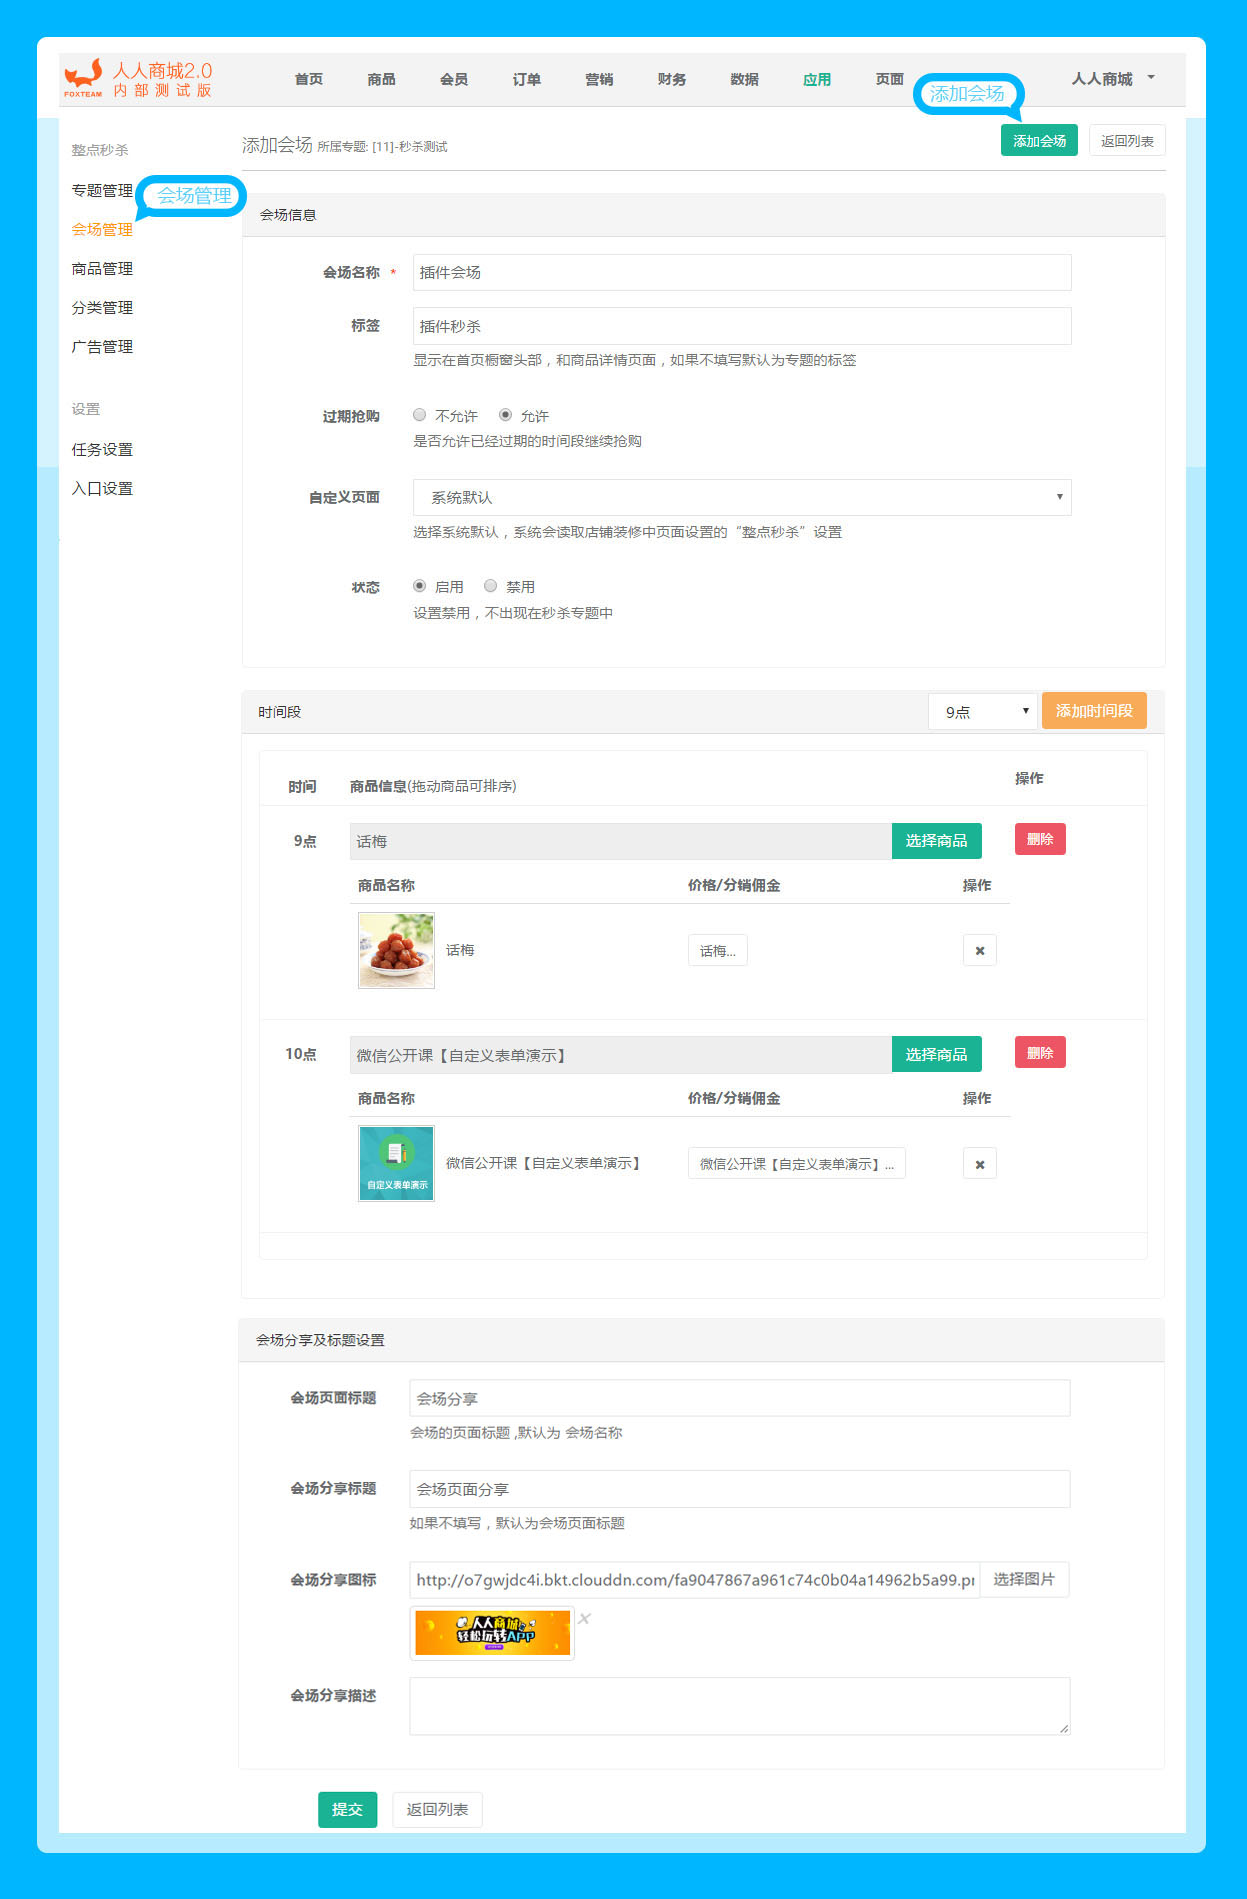 人人商城2.0
FOXTEAM 内部测试版
首页 商品 会员 订单 营销 财务 数据 应用 页面 人人商城
添加会场
添加会场 所属专题: [11]-秒杀测试 添加会场 返回列表
整点秒杀
专题管理
会场管理
会场管理
商品管理
分类管理
广告管理
设置
任务设置
入口设置
会场信息
会场名称 * 插件会场
标签 插件秒杀
显示在首页橱窗头部，和商品详情页面，如果不填写默认为专题的标签
过期抢购 不允许 允许
是否允许已经过期的时间段继续抢购
自定义页面 系统默认
选择系统默认，系统会读取店铺装修中页面设置的“整点秒杀”设置
状态 启用 禁用
设置禁用，不出现在秒杀专题中
时间段 9点 添加时间段
时间 商品信息(拖动商品可排序) 操作
9点 话梅 选择商品 删除
商品名称 价格/分销佣金 操作
话梅 话梅... ×
10点 微信公开课【自定义表单演示】 选择商品 删除
商品名称 价格/分销佣金 操作
自定义表单演示 微信公开课【自定义表单演示】 微信公开课【自定义表单演示】... ×
会场分享及标题设置
会场页面标题 会场分享
会场的页面标题 ,默认为 会场名称
会场分享标题 会场页面分享
如果不填写，默认为会场页面标题
会场分享图标 http://o7gwjdc4i.bkt.clouddn.com/fa9047867a961c74c0b04a14962b5a99.pr 选择图片
人人商城
轻松玩转App
×
会场分享描述
提交 返回列表